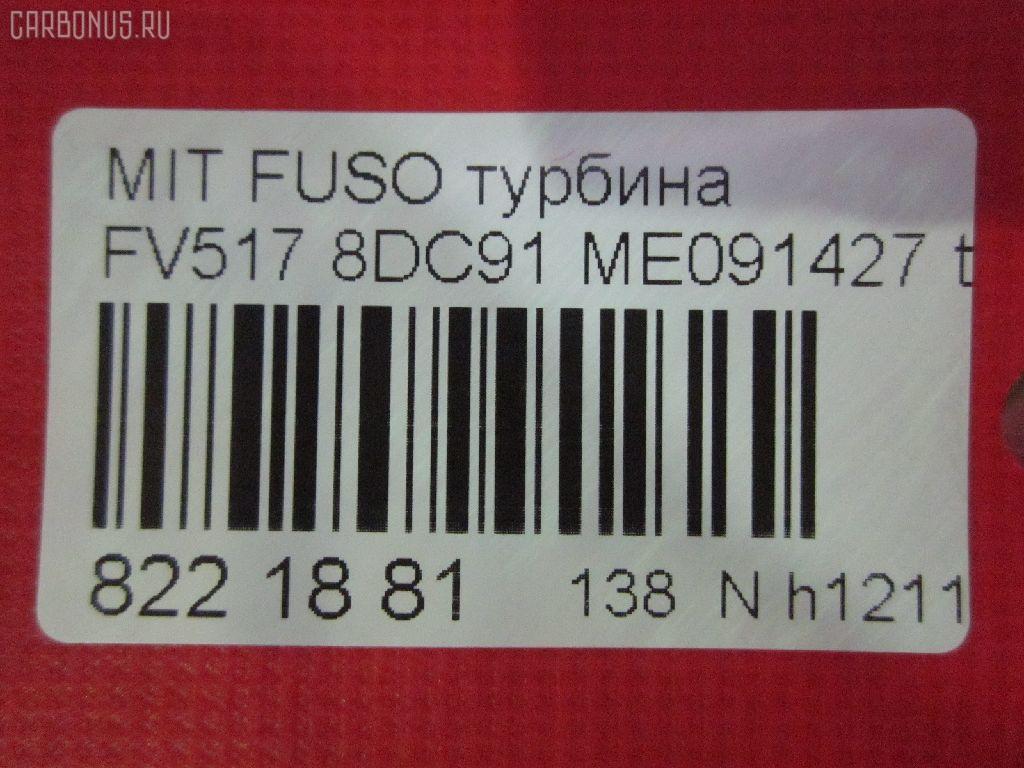 CARBONUS.RU
MIT FUSO турбина
FV517 8DC91 ME091427 t
822 18 81 138 N h1211